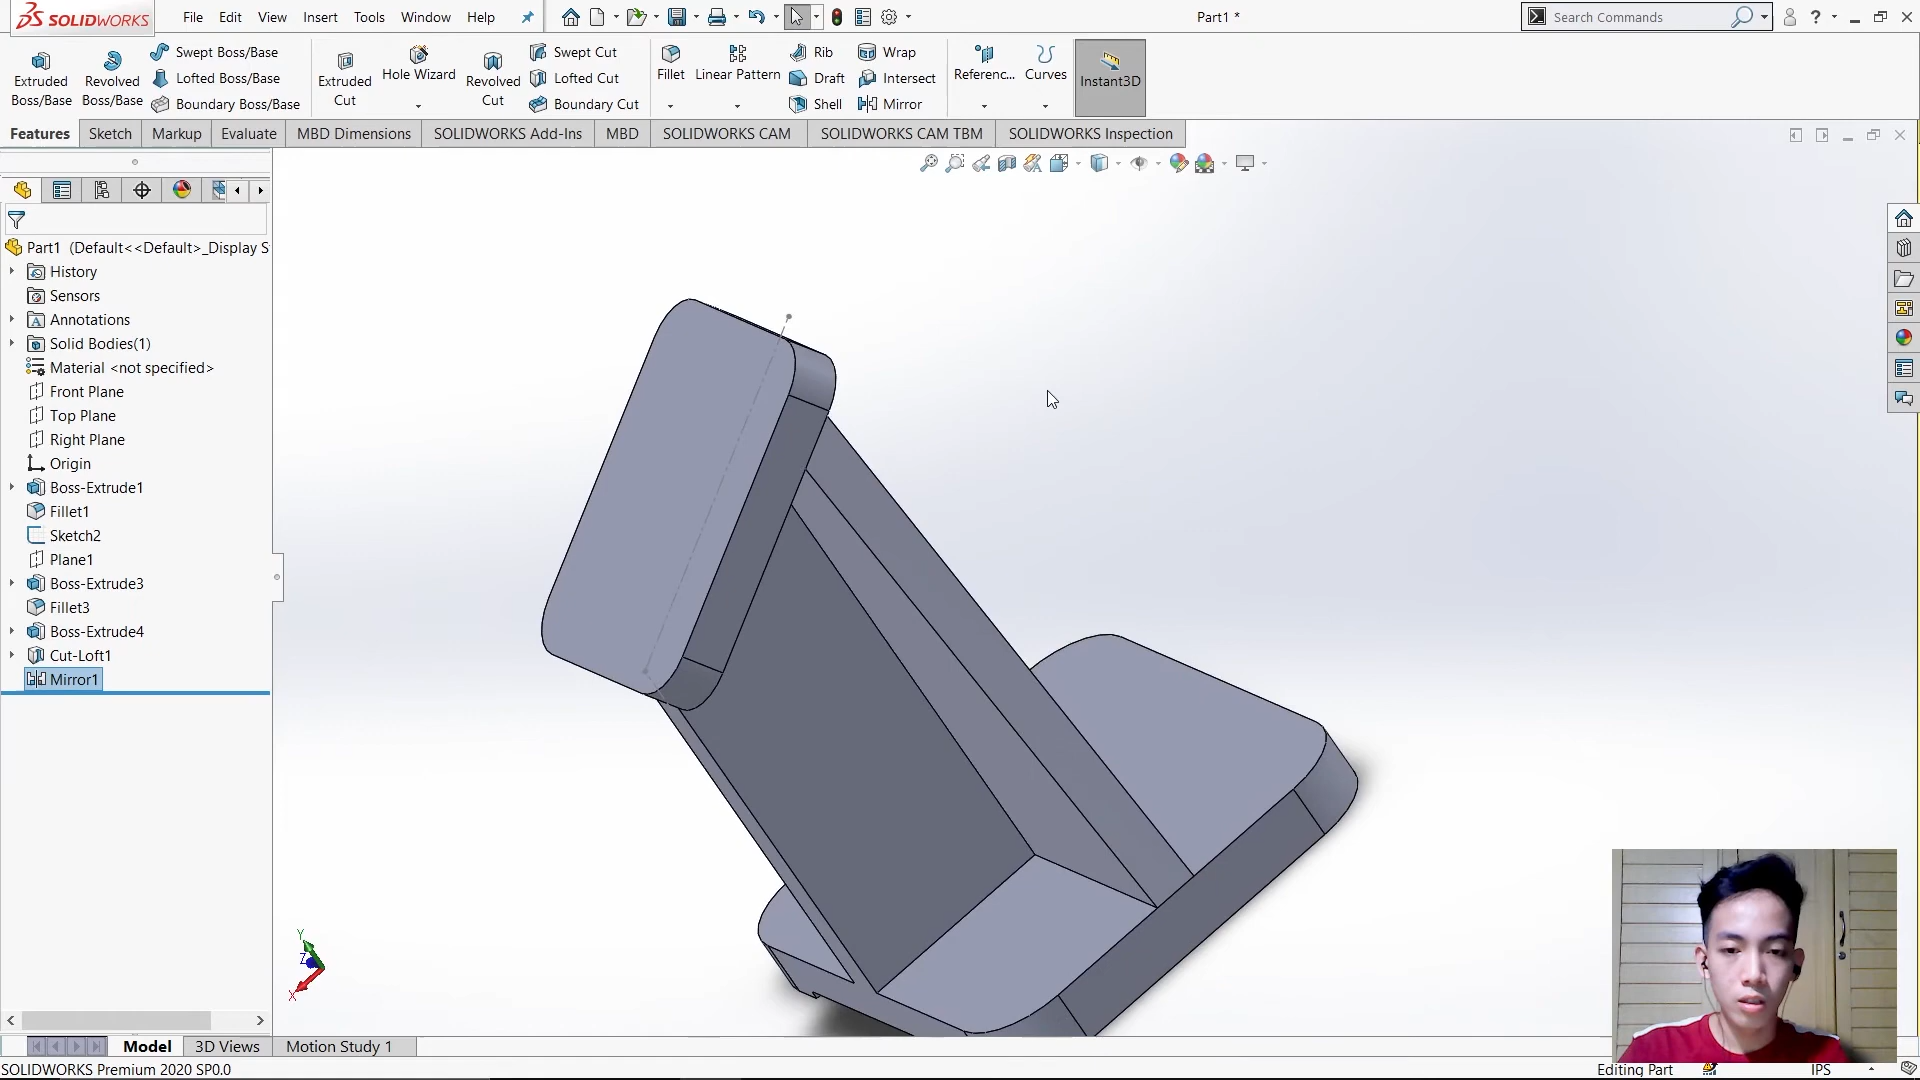 SOLIDWORKS File Edit View Insert Tools Window Help Part1 * Search Commands ?
Extruded Boss/Base
Revolved Boss/Base
Swept Boss/Base
Lofted Boss/Base
Boundary Boss/Base
Extruded Cut
Hole Wizard
Revolved Cut
Swept Cut
Lofted Cut
Boundary Cut
Fillet
Linear Pattern
Rib
Draft
Shell
Wrap
Intersect
Mirror
Referenc...
Curves
Instant3D
Features Sketch Markup Evaluate MBD Dimensions SOLIDWORKS Add-Ins MBD SOLIDWORKS CAM SOLIDWORKS CAM TBM SOLIDWORKS Inspection
Part1 (Default<<Default>_Display S
History
Sensors
Annotations
Solid Bodies(1)
Material <not specified>
Front Plane
Top Plane
Right Plane
Origin
Boss-Extrude1
Fillet1
Sketch2
Plane1
Boss-Extrude3
Fillet3
Boss-Extrude4
Cut-Loft1
Mirror1
Y
Z
X
Model 3D Views Motion Study 1
SOLIDWORKS Premium 2020 SP0.0 Editing Part IPS